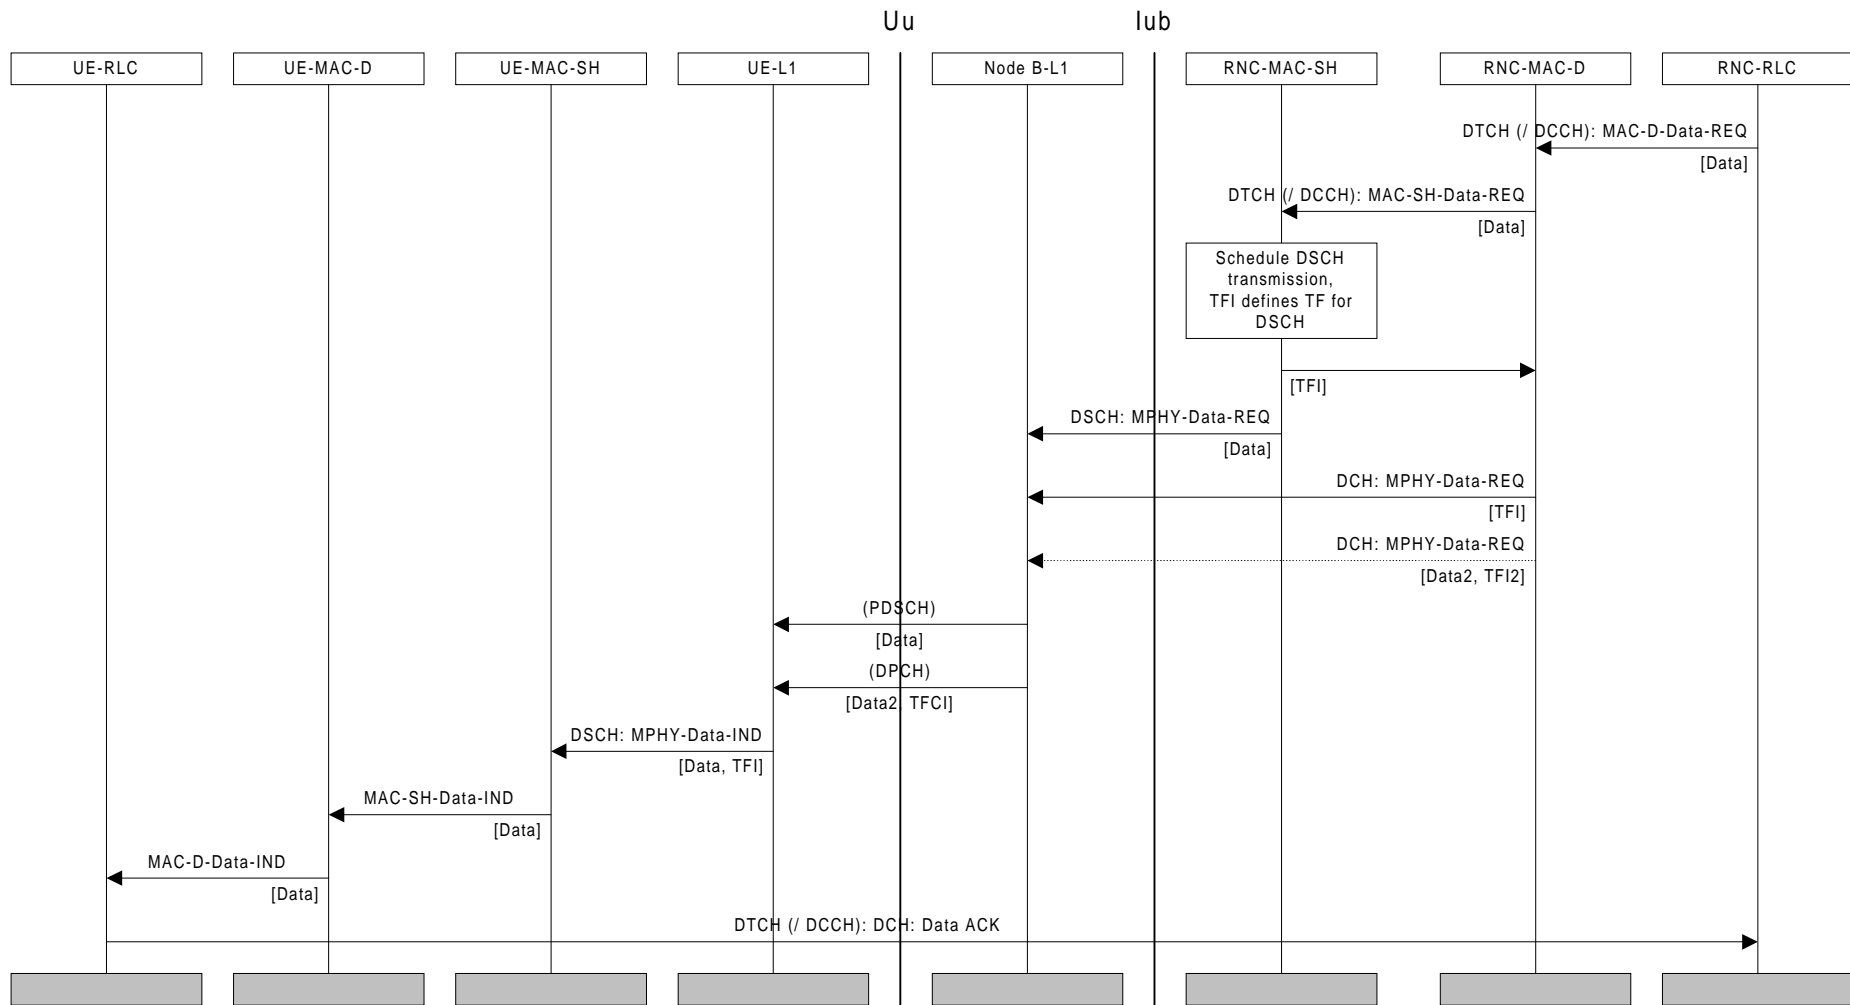 Uu
Iub
UE-RLC
UE-MAC-D
UE-MAC-SH
UE-L1
Node B-L1
RNC-MAC-SH
RNC-MAC-D
RNC-RLC
DTCH (/ DCCH): MAC-D-Data-REQ
[Data]
DTCH (/ DCCH): MAC-SH-Data-REQ
[Data]
Schedule DSCH
transmission,
TFI defines TF for
DSCH
[TFI]
DSCH: MPHY-Data-REQ
[Data]
DCH: MPHY-Data-REQ
[TFI]
DCH: MPHY-Data-REQ
[Data2, TFI2]
(PDSCH)
[Data]
(DPCH)
[Data2, TFCI]
DSCH: MPHY-Data-IND
[Data, TFI]
MAC-SH-Data-IND
[Data]
MAC-D-Data-IND
[Data]
DTCH (/ DCCH): DCH: Data ACK